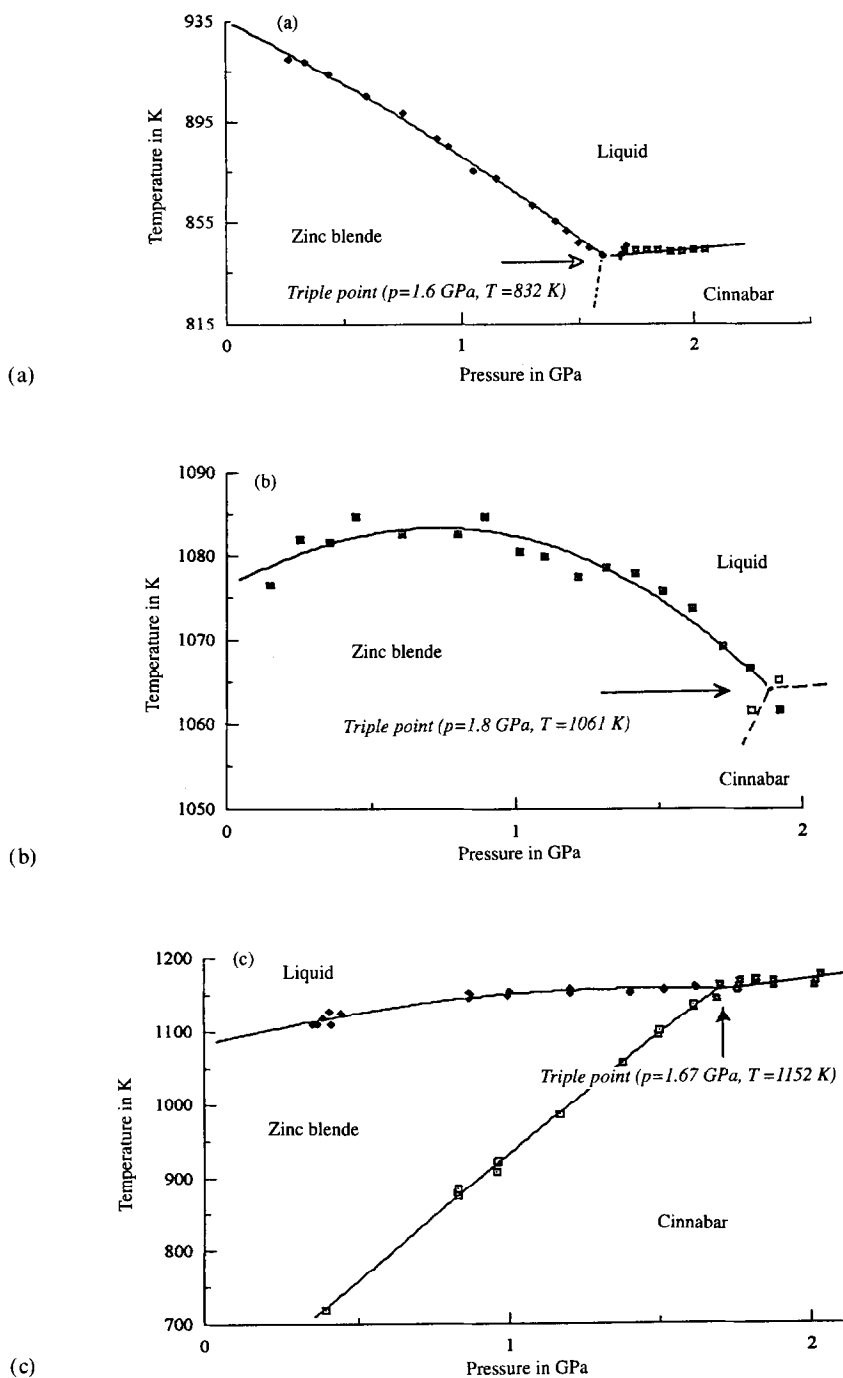 (a)
935
895
855
815
Temperature in K
Liquid
Zinc blende
Triple point (p=1.6 GPa, T =832 K)
Cinnabar
0
1
2
Pressure in GPa
(a)
(b)
1090
1080
1070
1060
1050
Temperature in K
Liquid
Zinc blende
Triple point (p=1.8 GPa, T=1061 K)
Cinnabar
0
1
2
Pressure in GPa
(b)
(c)
1200
1100
1000
900
800
700
Temperature in K
Liquid
Triple point (p=1.67 GPa, T=1152 K)
Zinc blende
Cinnabar
0
1
2
Pressure in GPa
(c)